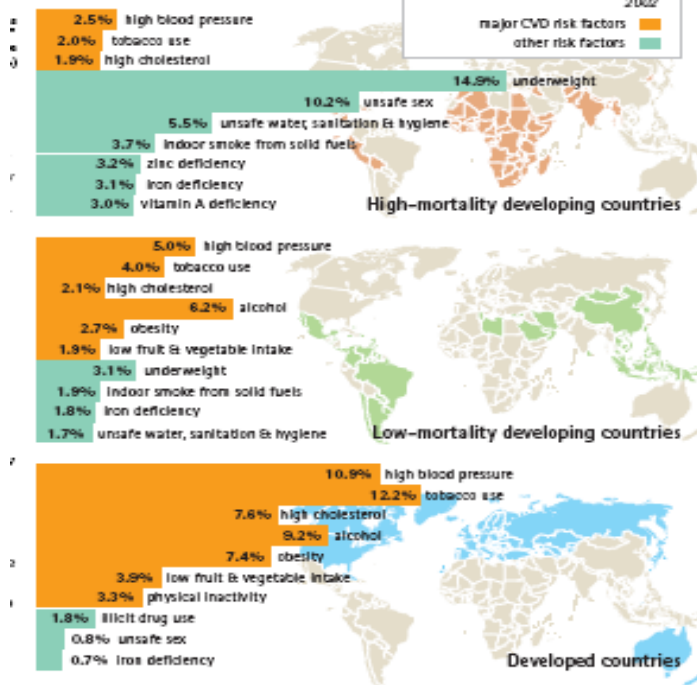 2002
major CVD risk factors
other risk factors
2.5% high blood pressure
2.0% tobacco use
1.9% high cholesterol
14.9% underweight
10.2% unsafe sex
5.5% unsafe water, sanitation & hygiene
3.7% indoor smoke from solid fuels
3.2% zinc deficiency
3.1% iron deficiency
3.0% vitamin A deficiency
High-mortality developing countries
5.0% high blood pressure
4.0% tobacco use
2.1% high cholesterol
6.2% alcohol
2.7% obesity
1.9% low fruit & vegetable intake
3.1% underweight
1.9% indoor smoke from solid fuels
1.8% iron deficiency
1.7% unsafe water, sanitation & hygiene
Low-mortality developing countries
10.9% high blood pressure
12.2% tobacco use
7.6% high cholesterol
9.2% alcohol
7.4% obesity
3.9% low fruit & vegetable intake
3.3% physical inactivity
1.8% illicit drug use
0.8% unsafe sex
0.7% iron deficiency
Developed countries